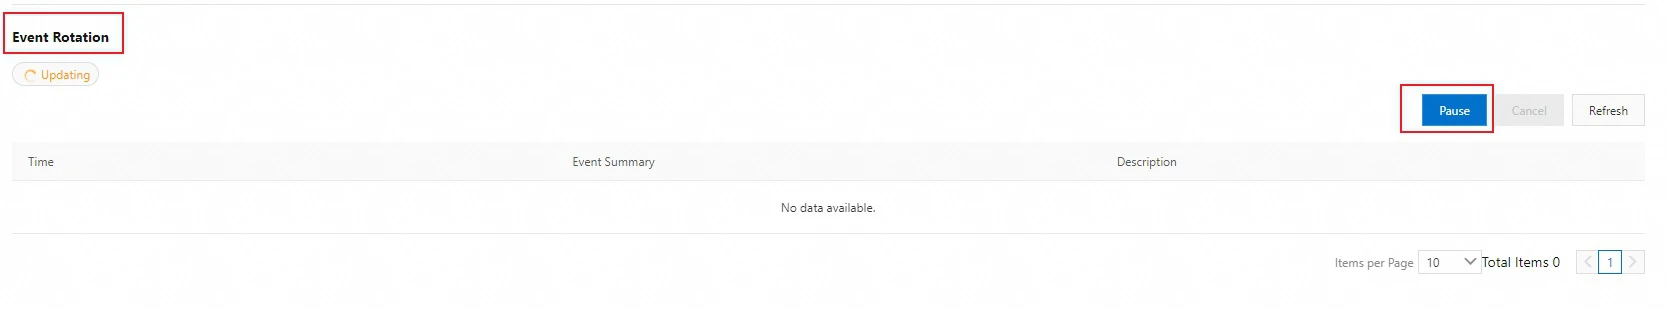 Event Rotation
Updating
Pause Cancel Refresh
Time Event Summary Description
No data available.
Items per Page 10 Total Items 0 1